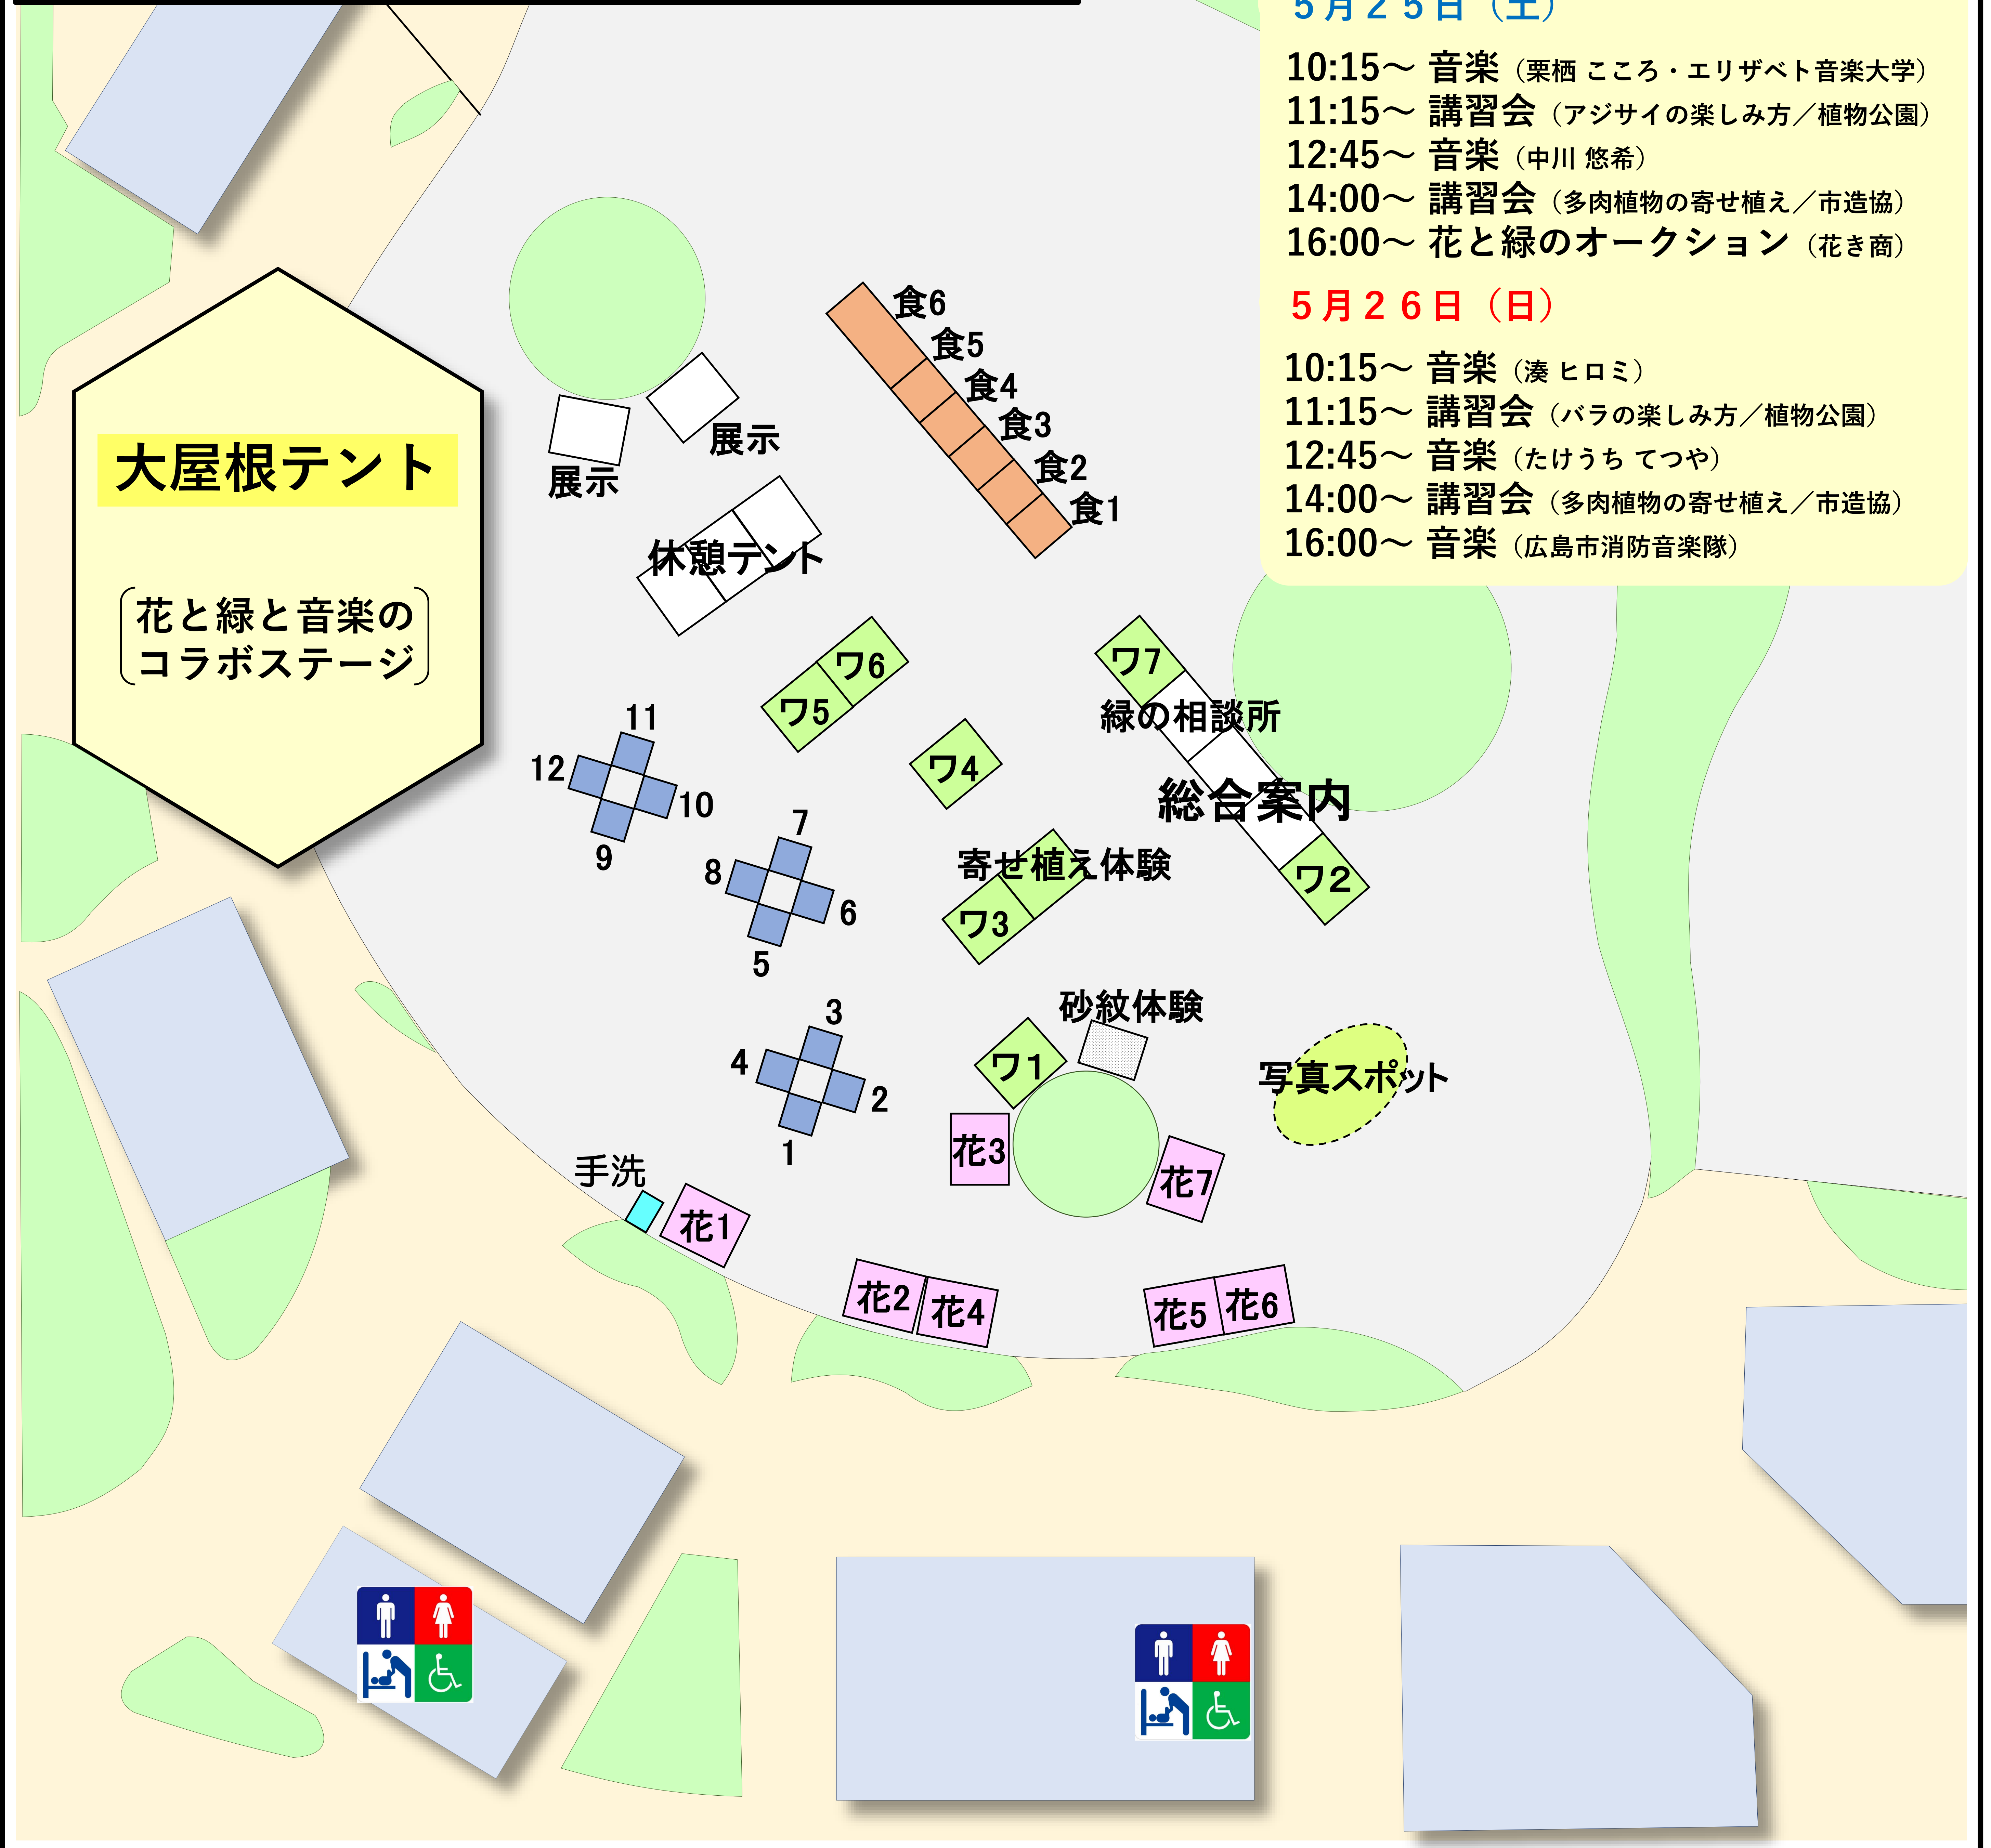 5月25日（土）
10:15～ 音楽（栗栖 こころ・エリザベト音楽大学）
11:15～ 講習会（アジサイの楽しみ方／植物公園）
12:45～ 音楽（中川 悠希）
14:00～ 講習会（多肉植物の寄せ植え／市造協）
16:00～ 花と緑のオークション（花き商）
5月26日（日）
10:15～ 音楽（湊 ヒロミ）
11:15～ 講習会（バラの楽しみ方／植物公園）
12:45～ 音楽（たけうち てつや）
14:00～ 講習会（多肉植物の寄せ植え／市造協）
16:00～ 音楽（広島市消防音楽隊）
大屋根テント
花と緑と音楽の
コラボステージ
食6
食5
食4
食3
食2
食1
展示
展示
休憩テント
ワ6
ワ5
ワ7
緑の相談所
総合案内
ワ2
ワ4
寄せ植え体験
ワ3
11
12
10
9
7
8
6
5
3
4
2
1
砂紋体験
ワ1
写真スポット
花3
花7
手洗
花1
花2
花4
花5
花6